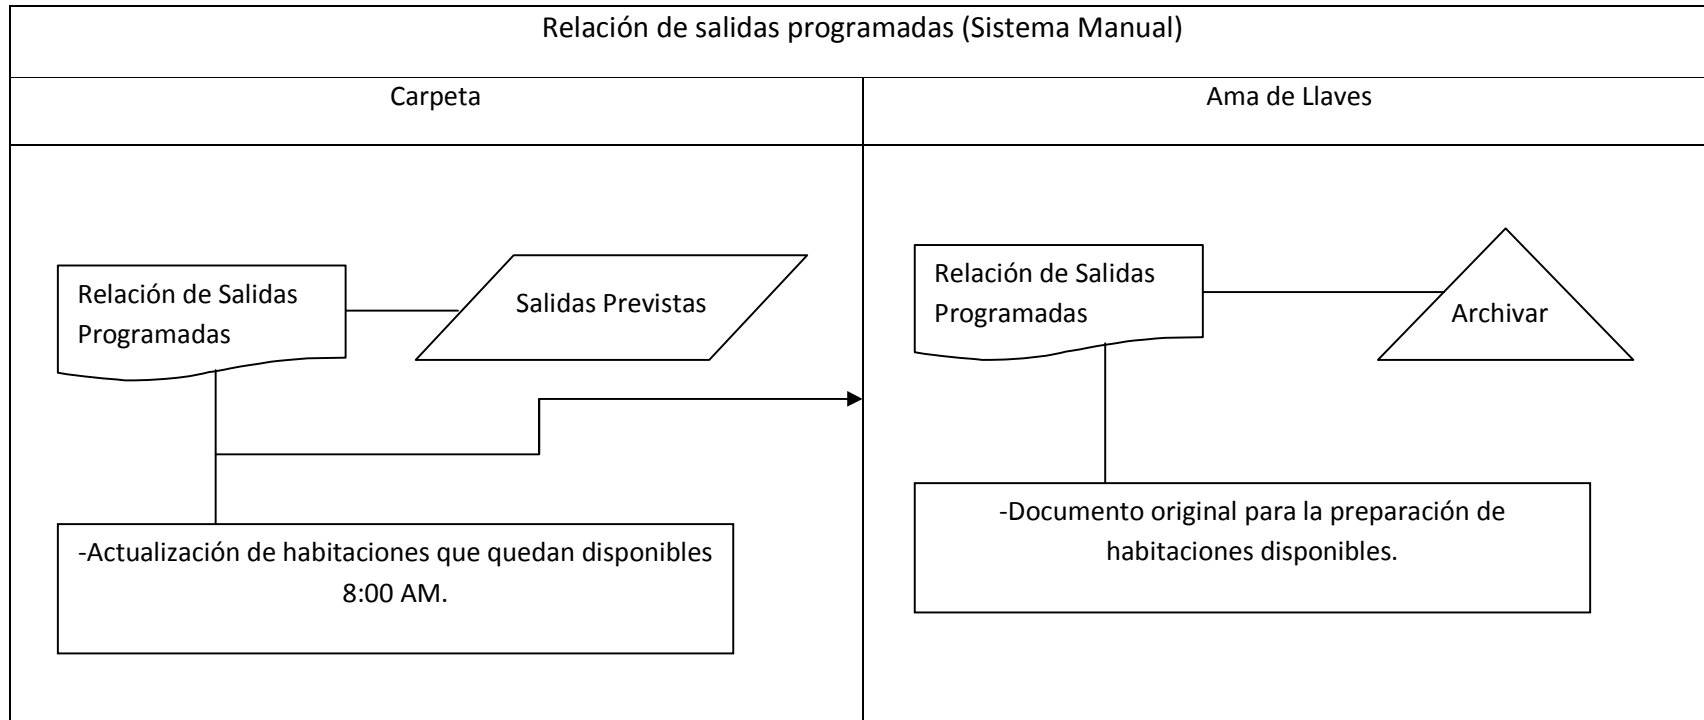 Relación de salidas programadas (Sistema Manual)
Carpeta
Ama de Llaves
Relación de Salidas
Programadas
Salidas Previstas
-Actualización de habitaciones que quedan disponibles
8:00 AM.
Relación de Salidas
Programadas
Archivar
-Documento original para la preparación de
habitaciones disponibles.